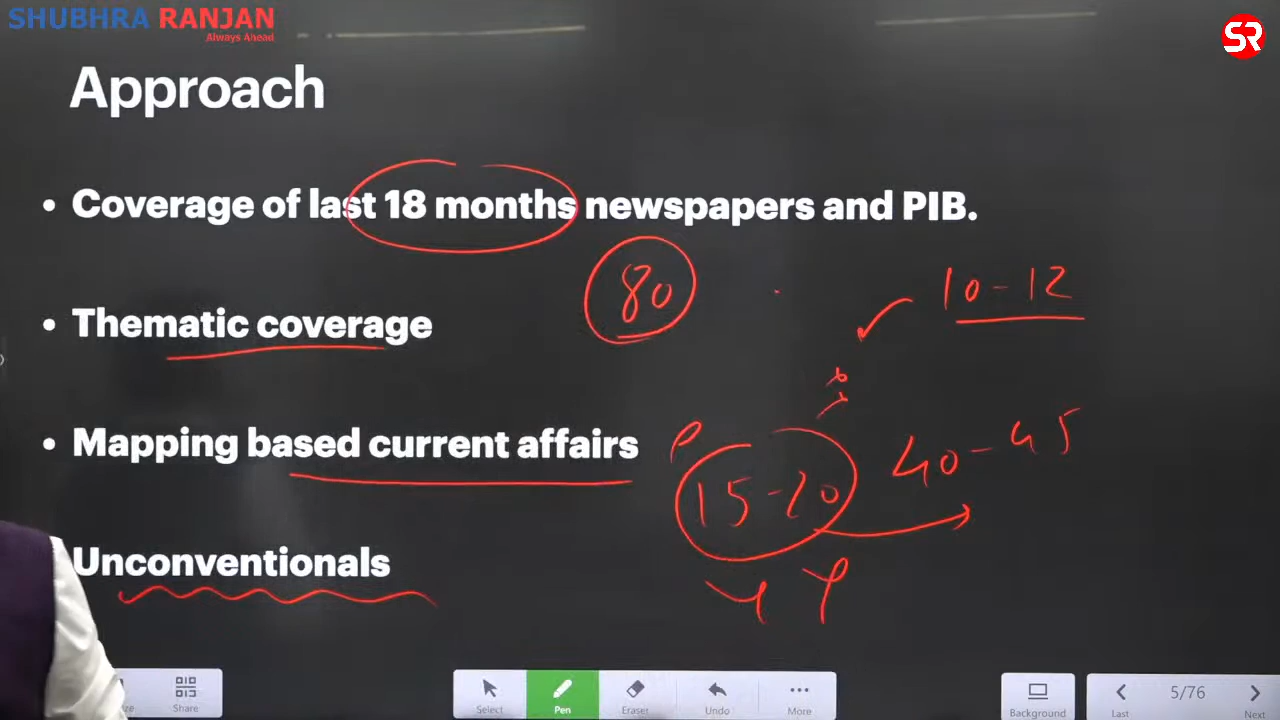 SHUBHRA RANJAN
Always Ahead
SR
Approach
• Coverage of last 18 months newspapers and PIB.
80
10-12
• Thematic coverage
• Mapping based current affairs
P
15-20
40-45
Unconventionals
Share
Select
Pen
Eraser
Undo
More
Background
Last
5/76
Next